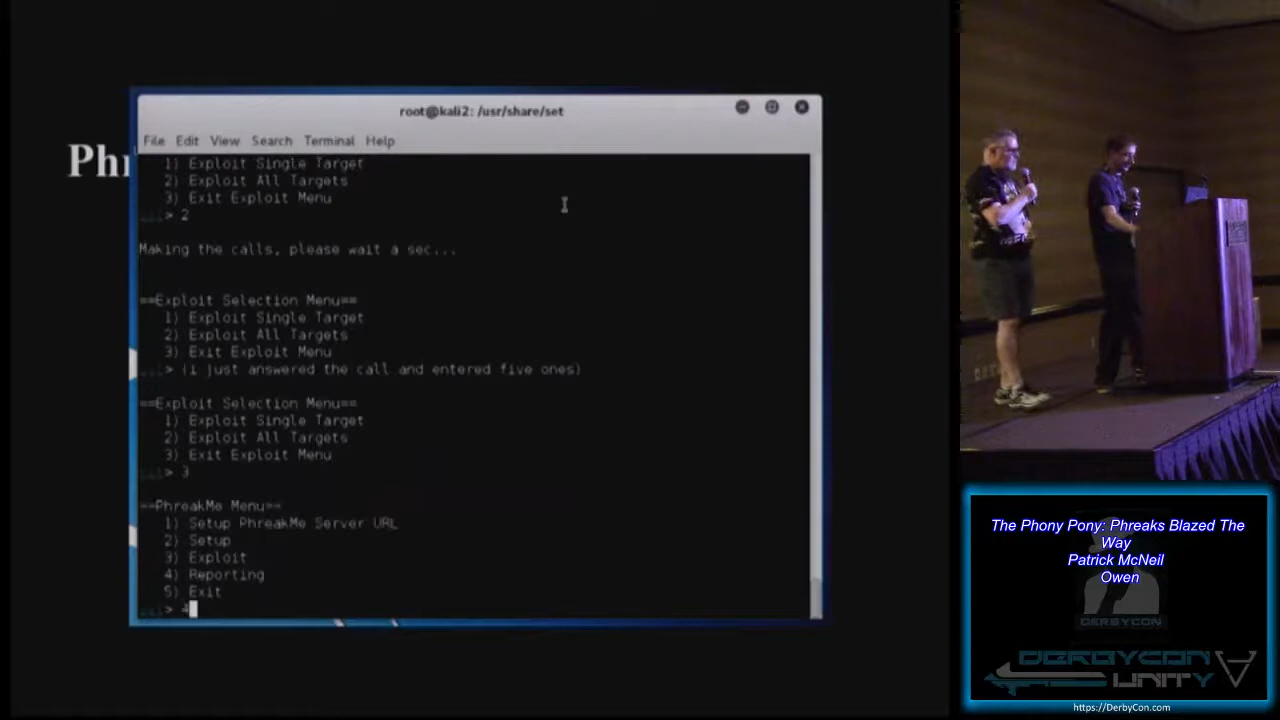 Phr
root@kali2: /usr/share/set
File Edit View Search Terminal Help
1) Exploit Single Target
2) Exploit All Targets
3) Exit Exploit Menu
> 2
Making the calls, please wait a sec...
==Exploit Selection Menu==
1) Exploit Single Target
2) Exploit All Targets
3) Exit Exploit Menu
> (i just answered the call and entered five ones)
==Exploit Selection Menu==
1) Exploit Single Target
2) Exploit All Targets
3) Exit Exploit Menu
> 3
==PhreakMe Menu==
1) Setup PhreakMe Server URL
2) Setup
3) Exploit
4) Reporting
5) Exit
> 4
The Phony Pony: Phreaks Blazed The
Way
Patrick McNeil
Owen
DERBYCON
DERBYCON
UNITY
https://DerbyCon.com